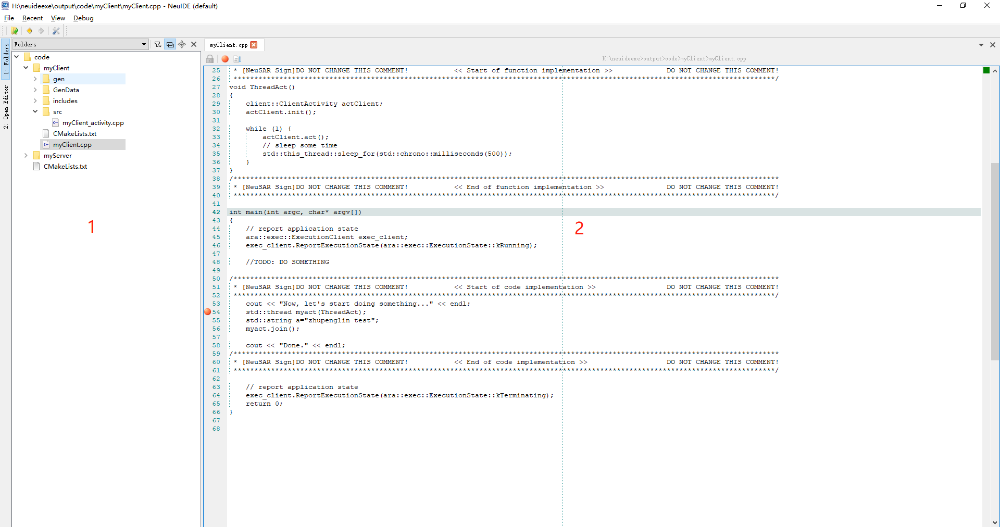 H:\neuideexe\output\code\myClient\myClient.cpp - NeuIDE (default)
File Recent View Debug
1: Folders
2: Open Editor
Folders
code
myClient
gen
GenData
includes
src
myClient_activity.cpp
CMakeLists.txt
myClient.cpp
myServer
CMakeLists.txt
1
myClient.cpp
H:\neuideexe>output>code>myClient>myClient.cpp
25 * [NeuSAR Sign]DO NOT CHANGE THIS COMMENT! << Start of function implementation >> DO NOT CHANGE THIS COMMENT!
26 ***********************************************************************************************************************************/
27 void ThreadAct()
28 {
29 client::ClientActivity actClient;
30 actClient.init();
31
32 while (1) {
33 actClient.act();
34 // sleep some time
35 std::this_thread::sleep_for(std::chrono::milliseconds(500));
36 }
37 }
38 /***********************************************************************************************************************************
39 * [NeuSAR Sign]DO NOT CHANGE THIS COMMENT! << End of function implementation >> DO NOT CHANGE THIS COMMENT!
40 ***********************************************************************************************************************************/
41
42 int main(int argc, char* argv[])
43 {
44 // report application state
45 ara::exec::ExecutionClient exec_client;
46 exec_client.ReportExecutionState(ara::exec::ExecutionState::kRunning);
47
48 //TODO: DO SOMETHING
49
50 /***********************************************************************************************************************************
51 * [NeuSAR Sign]DO NOT CHANGE THIS COMMENT! << Start of code implementation >> DO NOT CHANGE THIS COMMENT!
52 ***********************************************************************************************************************************/
53 cout << "Now, let's start doing something..." << endl;
54 std::thread myact(ThreadAct);
55 std::string a="zhupenglin test";
56 myact.join();
57
58 cout << "Done." << endl;
59 /***********************************************************************************************************************************
60 * [NeuSAR Sign]DO NOT CHANGE THIS COMMENT! << End of code implementation >> DO NOT CHANGE THIS COMMENT!
61 ***********************************************************************************************************************************/
62
63 // report application state
64 exec_client.ReportExecutionState(ara::exec::ExecutionState::kTerminating);
65 return 0;
66 }
67
68
2